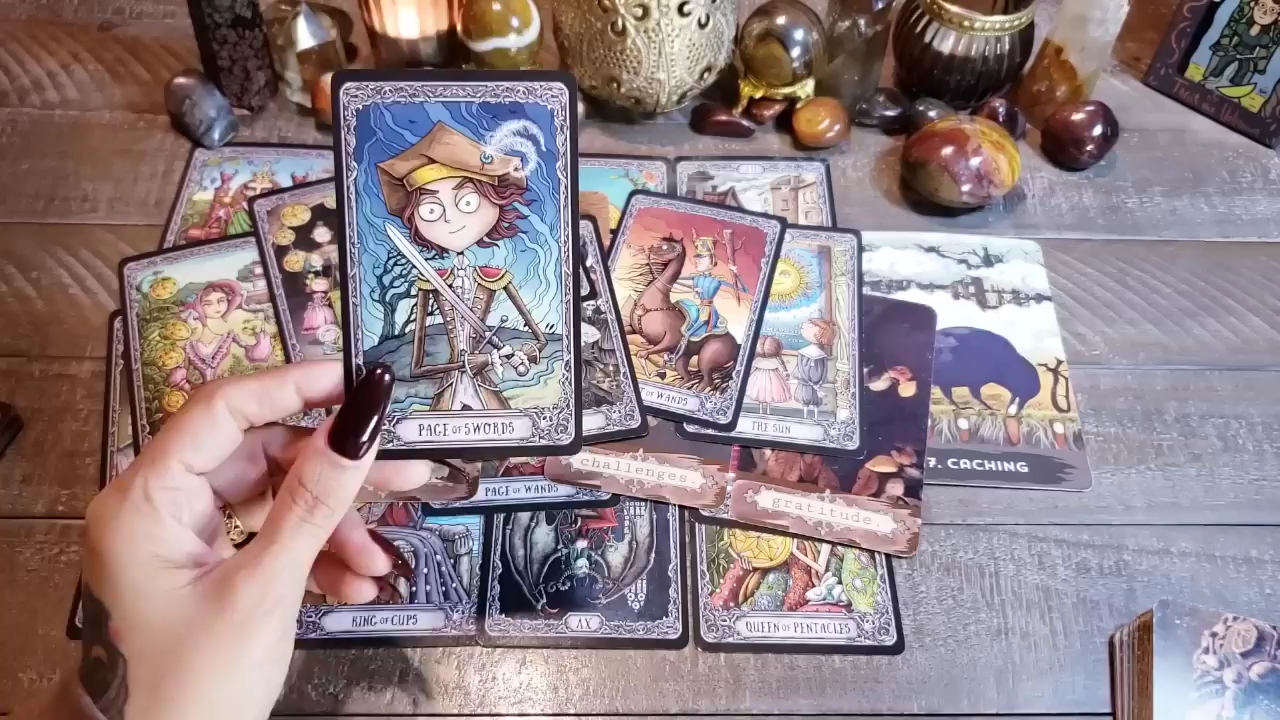 PAGE OF SWORDS
OF WANDS
THE SUN
7. CACHING
challenges.
gratitude.
PAGE OF WANDS
KING OF CUPS
XV
QUEEN OF PENTACLES